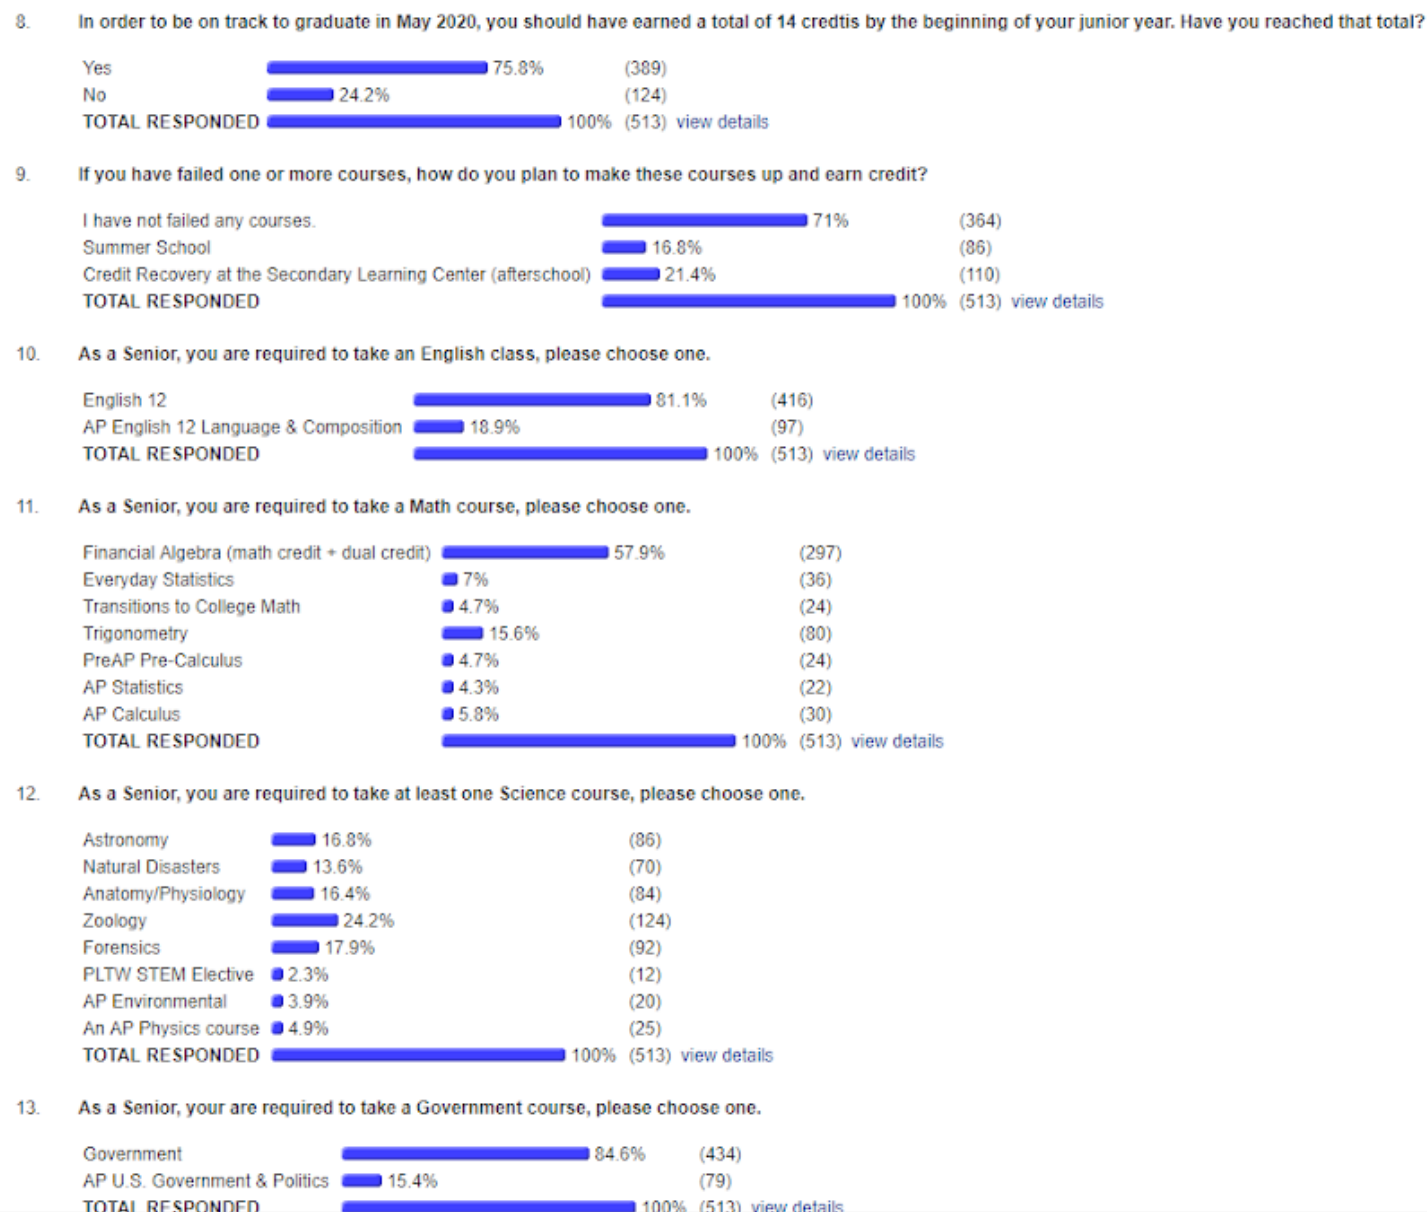 8. In order to be on track to graduate in May 2020, you should have earned a total of 14 credtis by the beginning of your junior year. Have you reached that total?
Yes 75.8% (389)
No 24.2% (124)
TOTAL RESPONDED 100% (513) view details
9. If you have failed one or more courses, how do you plan to make these courses up and earn credit?
I have not failed any courses. 71% (364)
Summer School 16.8% (86)
Credit Recovery at the Secondary Learning Center (afterschool) 21.4% (110)
TOTAL RESPONDED 100% (513) view details
10. As a Senior, you are required to take an English class, please choose one.
English 12 81.1% (416)
AP English 12 Language & Composition 18.9% (97)
TOTAL RESPONDED 100% (513) view details
11. As a Senior, you are required to take a Math course, please choose one.
Financial Algebra (math credit + dual credit) 57.9% (297)
Everyday Statistics 7% (36)
Transitions to College Math 4.7% (24)
Trigonometry 15.6% (80)
PreAP Pre-Calculus 4.7% (24)
AP Statistics 4.3% (22)
AP Calculus 5.8% (30)
TOTAL RESPONDED 100% (513) view details
12. As a Senior, you are required to take at least one Science course, please choose one.
Astronomy 16.8% (86)
Natural Disasters 13.6% (70)
Anatomy/Physiology 16.4% (84)
Zoology 24.2% (124)
Forensics 17.9% (92)
PLTW STEM Elective 2.3% (12)
AP Environmental 3.9% (20)
An AP Physics course 4.9% (25)
TOTAL RESPONDED 100% (513) view details
13. As a Senior, your are required to take a Government course, please choose one.
Government 84.6% (434)
AP U.S. Government & Politics 15.4% (79)
TOTAL RESPONDED 100% (513) view details